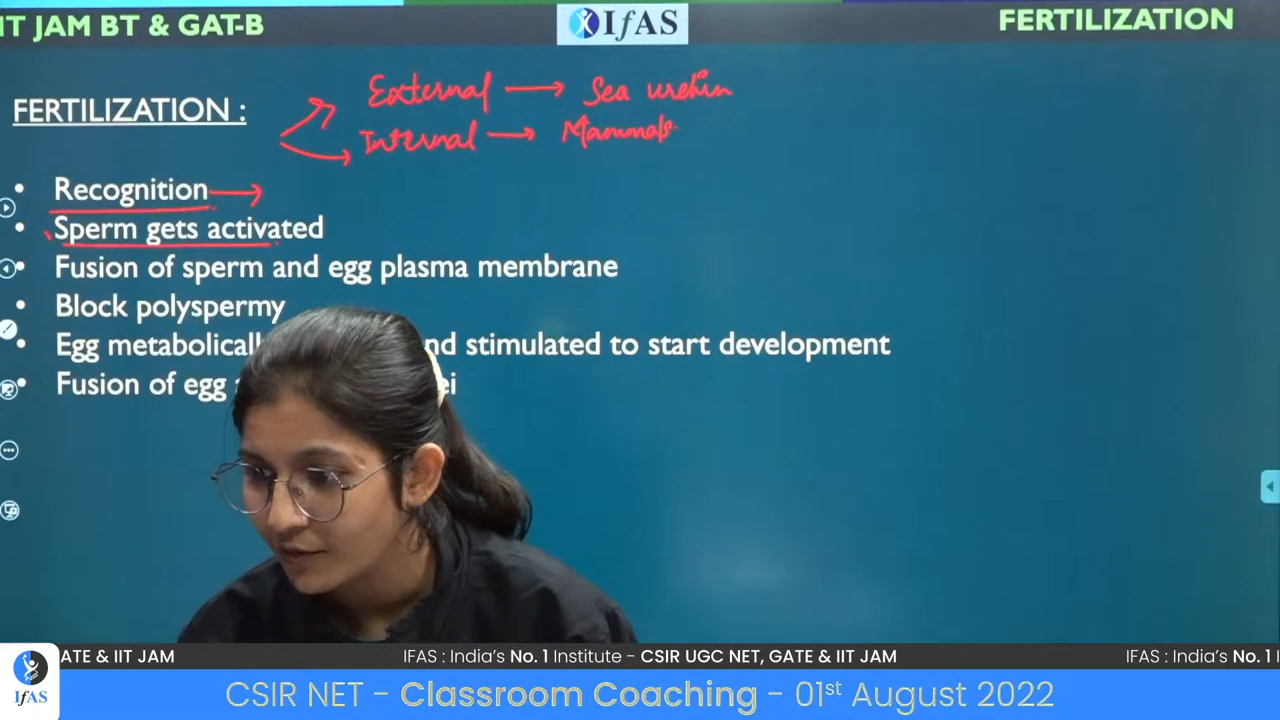 IIT JAM BT & GAT-B
IfAS
FERTILIZATION
FERTILIZATION :
External → Sea urchin
Internal → Mammals
• Recognition →
• Sperm gets activated
• Fusion of sperm and egg plasma membrane
• Block polyspermy
• Egg metabolicall nd stimulated to start development
• Fusion of egg ei
ATE & IIT JAM
IFAS : India's No. 1 Institute - CSIR UGC NET, GATE & IIT JAM
IFAS : India's No. 1 I
IfAS
CSIR NET - Classroom Coaching - 01st August 2022